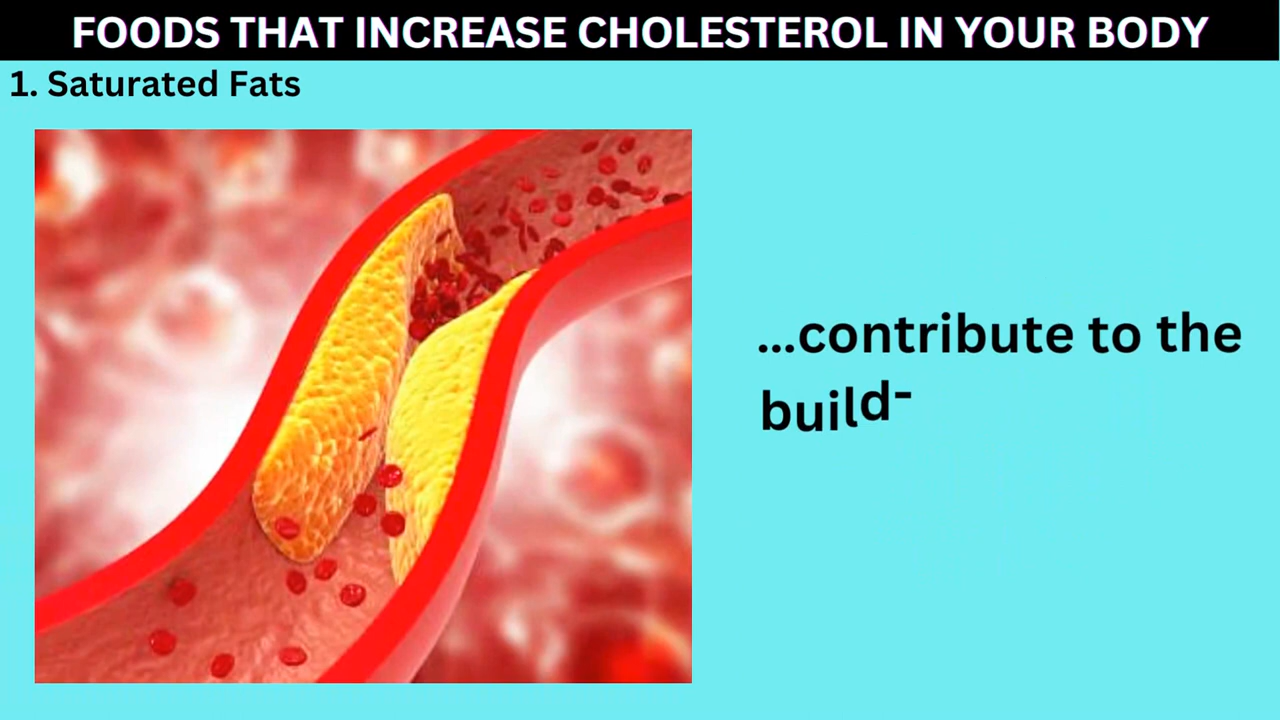 FOODS THAT INCREASE CHOLESTEROL IN YOUR BODY
1. Saturated Fats
...contribute to the
build-